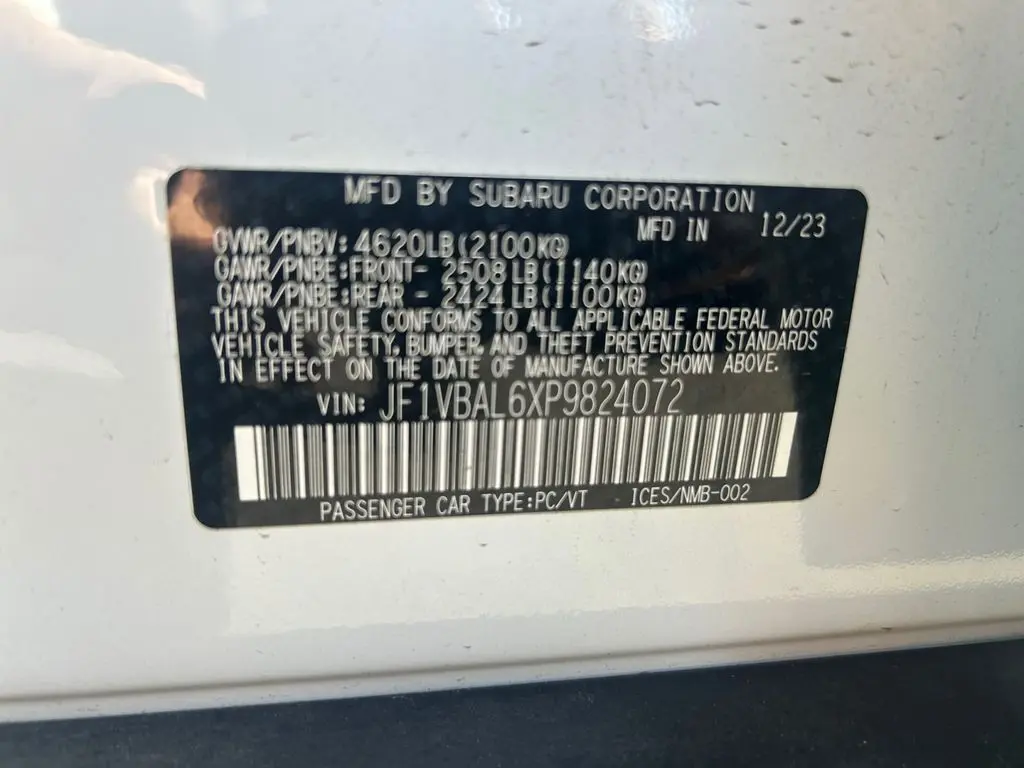 MFD BY SUBARU CORPORATION
MFD IN 12/23
GVWR/PNBV: 4620LB(2100KG)
GAWR/PNBE:FRONT- 2508LB(1140KG)
GAWR/PNBE:REAR - 2424LB(1100KG)
THIS VEHICLE CONFORMS TO ALL APPLICABLE FEDERAL MOTOR
VEHICLE SAFETY, BUMPER, AND THEFT PREVENTION STANDARDS
IN EFFECT ON THE DATE OF MANUFACTURE SHOWN ABOVE.
VIN: JF1VBAL6XP9824072
PASSENGER CAR TYPE:PC/VT ICES/NMB-002